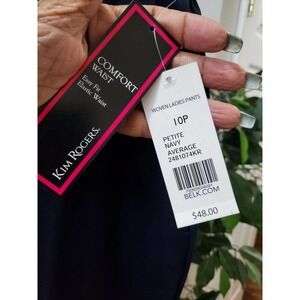 COMFORT
WAIST
Easy Fit
Elastic Waist
KIM ROGERS.
WOVEN LADIES PANTS
10P
PETITE
NAVY
AVERAGE
2481074KR
BELK.COM
$48.00